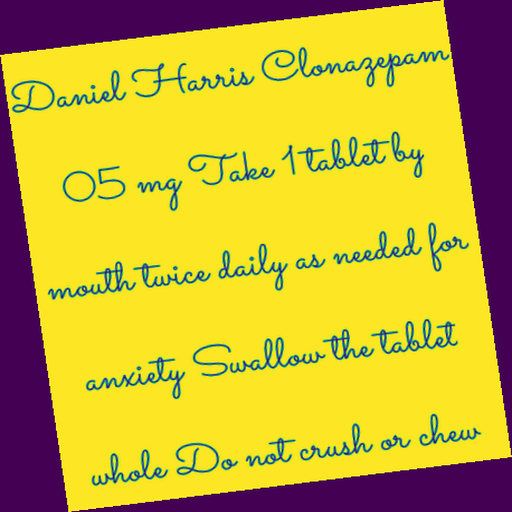 Daniel Harris Clonazepam
05 mg Take 1 tablet by
mouth twice daily as needed for
anxiety Swallow the tablet
whole Do not crush or chew